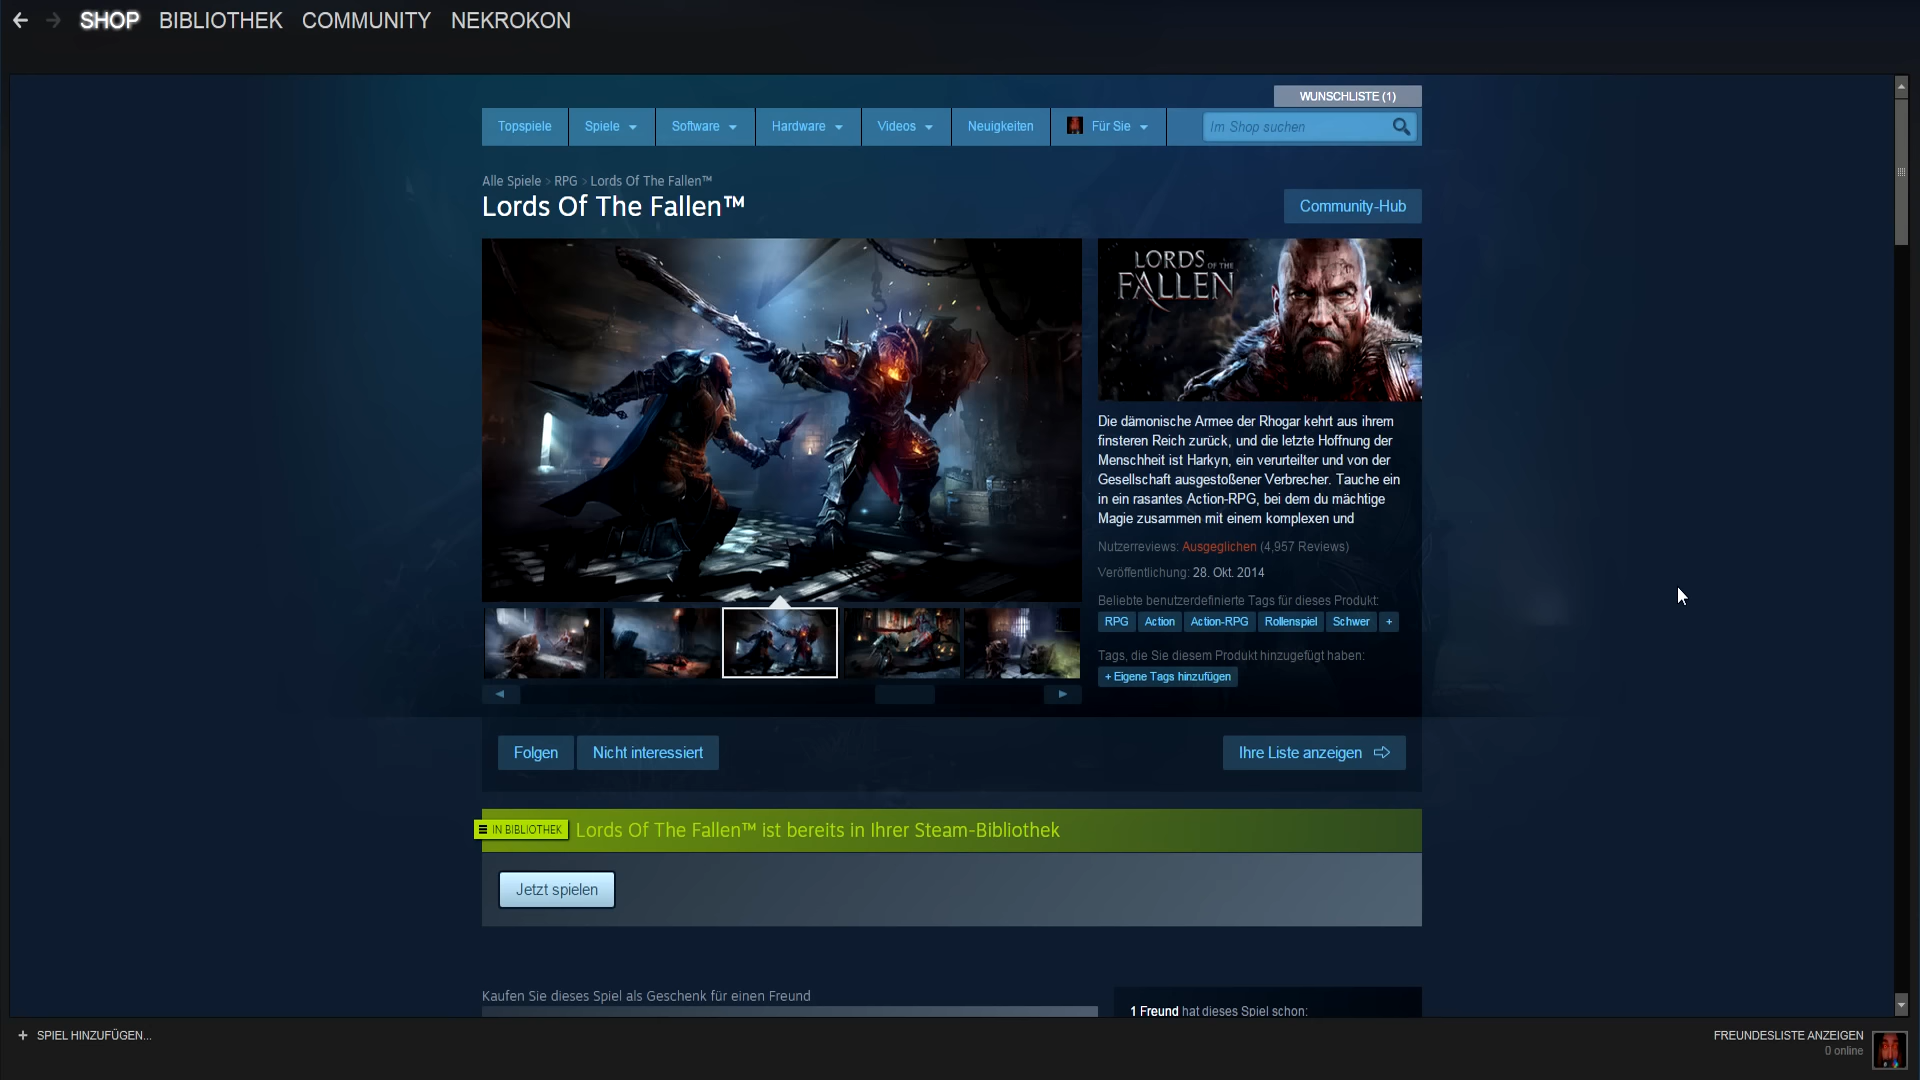 SHOP BIBLIOTHEK COMMUNITY NEKROKON
WUNSCHLISTE (1)
Topspiele Spiele Software Hardware Videos Neuigkeiten Für Sie Im Shop suchen
Alle Spiele > RPG > Lords Of The Fallen™
Lords Of The Fallen™
Community-Hub
LORDS OF THE
FALLEN
Die dämonische Armee der Rhogar kehrt aus ihrem
finsteren Reich zurück, und die letzte Hoffnung der
Menschheit ist Harkyn, ein verurteilter und von der
Gesellschaft ausgestoßener Verbrecher. Tauche ein
in ein rasantes Action-RPG, bei dem du mächtige
Magie zusammen mit einem komplexen und
Nutzerreviews: Ausgeglichen (4,957 Reviews)
Veröffentlichung: 28. Okt. 2014
Beliebte benutzerdefinierte Tags für dieses Produkt:
RPG Action Action-RPG Rollenspiel Schwer +
Tags, die Sie diesem Produkt hinzugefügt haben:
+ Eigene Tags hinzufügen
Folgen Nicht interessiert Ihre Liste anzeigen
IN BIBLIOTHEK Lords Of The Fallen™ ist bereits in Ihrer Steam-Bibliothek
Jetzt spielen
Kaufen Sie dieses Spiel als Geschenk für einen Freund
1 Freund hat dieses Spiel schon:
+ SPIEL HINZUFÜGEN...
FREUNDESLISTE ANZEIGEN
0 online